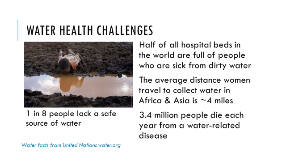 WATER HEALTH CHALLENGES
Half of all hospital beds in
the world are full of people
who are sick from dirty water
The average distance women
travel to collect water in
Africa & Asia is ~4 miles
3.4 million people die each
year from a water-related
disease
1 in 8 people lack a safe
source of water
Water facts from United Nations water.org